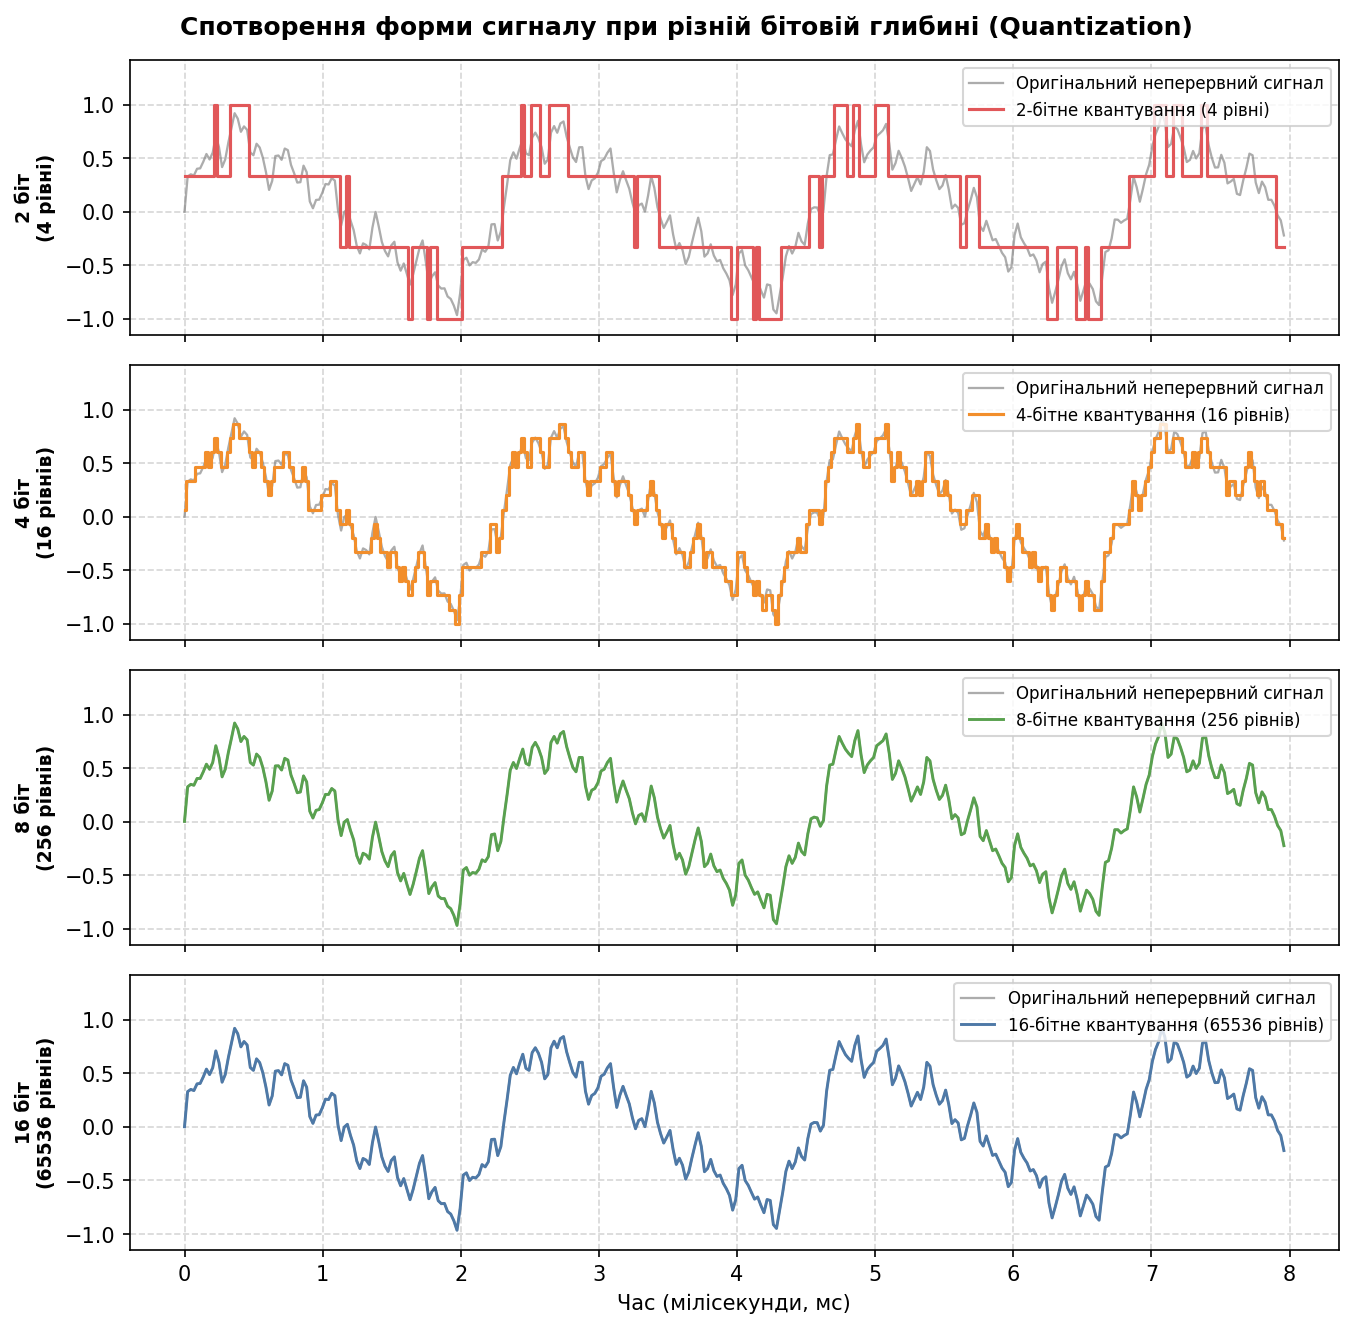 Спотворення форми сигналу при різній бітовій глибині (Quantization)
2 біт
(4 рівні)
1.0
0.5
0.0
−0.5
−1.0
Оригінальний неперервний сигнал
2-бітне квантування (4 рівні)
4 біт
(16 рівнів)
1.0
0.5
0.0
−0.5
−1.0
Оригінальний неперервний сигнал
4-бітне квантування (16 рівнів)
8 біт
(256 рівнів)
1.0
0.5
0.0
−0.5
−1.0
Оригінальний неперервний сигнал
8-бітне квантування (256 рівнів)
16 біт
(65536 рівнів)
1.0
0.5
0.0
−0.5
−1.0
Оригінальний неперервний сигнал
16-бітне квантування (65536 рівнів)
0 1 2 3 4 5 6 7 8
Час (мілісекунди, мс)